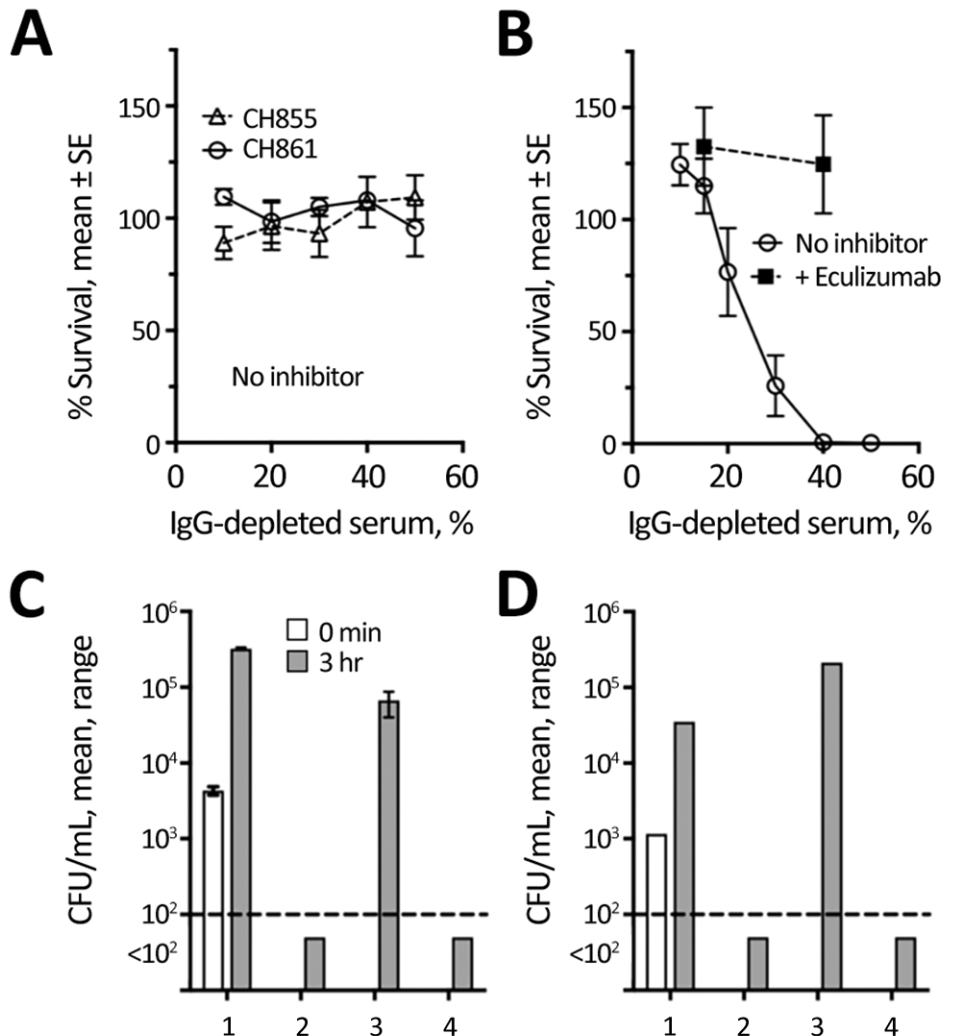 A
% Survival, mean ± SE
150
100
50
0
CH855
CH861
No inhibitor
0 20 40 60
IgG-depleted serum, %
B
% Survival, mean ± SE
150
100
50
0
No inhibitor
+ Eculizumab
0 20 40 60
IgG-depleted serum, %
C
CFU/mL, mean, range
10⁶
10⁵
10⁴
10³
10²
<10²
0 min
3 hr
1 2 3 4
D
CFU/mL, mean, range
10⁶
10⁵
10⁴
10³
10²
<10²
1 2 3 4